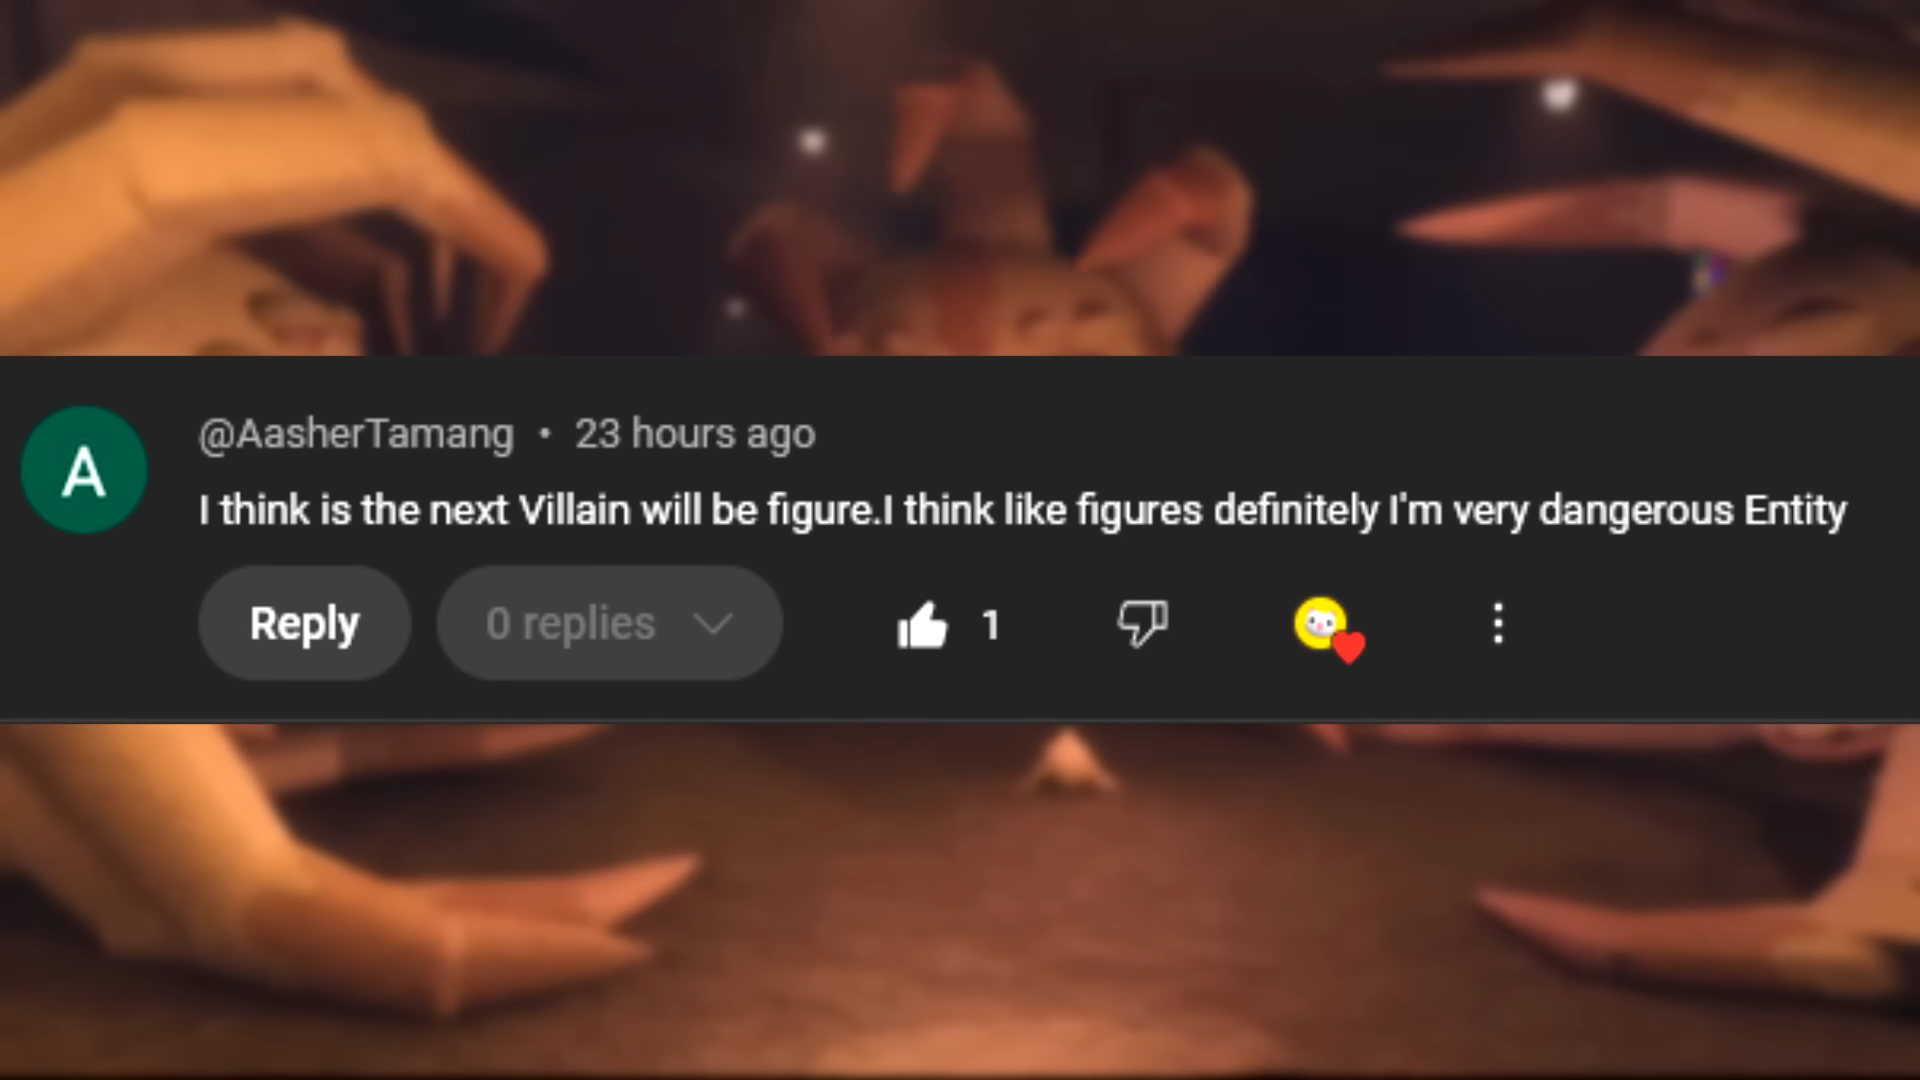 A
@AasherTamang • 23 hours ago
I think is the next Villain will be figure.I think like figures definitely I'm very dangerous Entity
Reply 0 replies 1